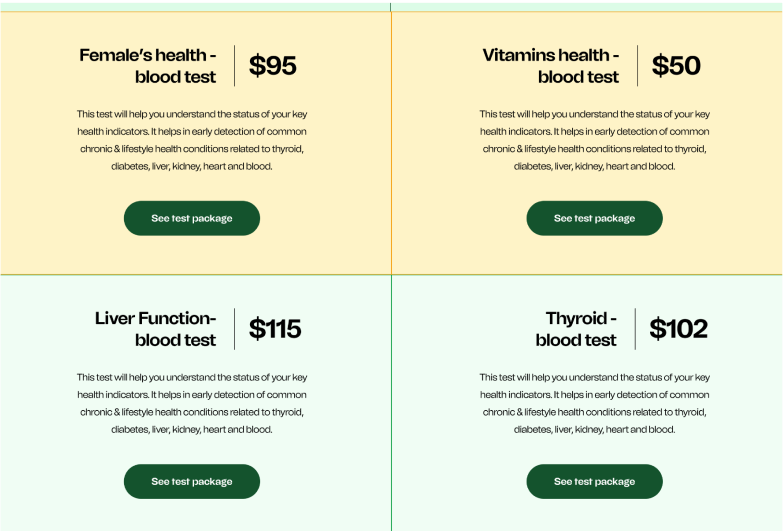 Female's health -
blood test
$95
This test will help you understand the status of your key
health indicators. It helps in early detection of common
chronic & lifestyle health conditions related to thyroid,
diabetes, liver, kidney, heart and blood.
See test package
Vitamins health -
blood test
$50
This test will help you understand the status of your key
health indicators. It helps in early detection of common
chronic & lifestyle health conditions related to thyroid,
diabetes, liver, kidney, heart and blood.
See test package
Liver Function-
blood test
$115
This test will help you understand the status of your key
health indicators. It helps in early detection of common
chronic & lifestyle health conditions related to thyroid,
diabetes, liver, kidney, heart and blood.
See test package
Thyroid -
blood test
$102
This test will help you understand the status of your key
health indicators. It helps in early detection of common
chronic & lifestyle health conditions related to thyroid,
diabetes, liver, kidney, heart and blood.
See test package